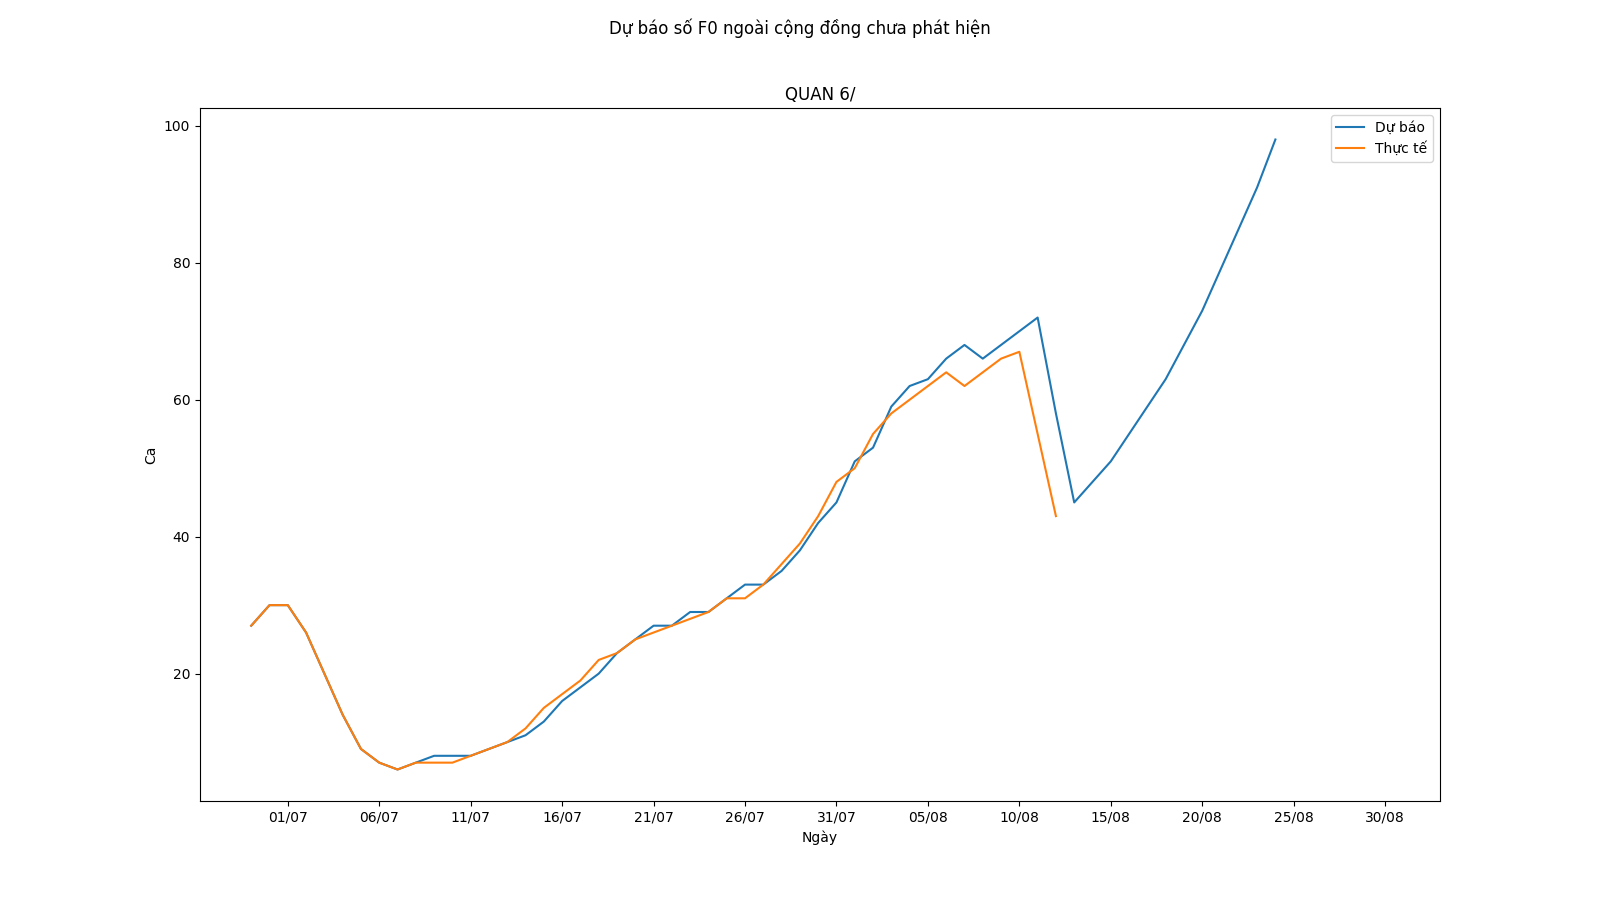 Dự báo số F0 ngoài cộng đồng chưa phát hiện
QUAN 6/
Dự báo
Thực tế
100
80
60
40
20
Ca
01/07 06/07 11/07 16/07 21/07 26/07 31/07 05/08 10/08 15/08 20/08 25/08 30/08
Ngày